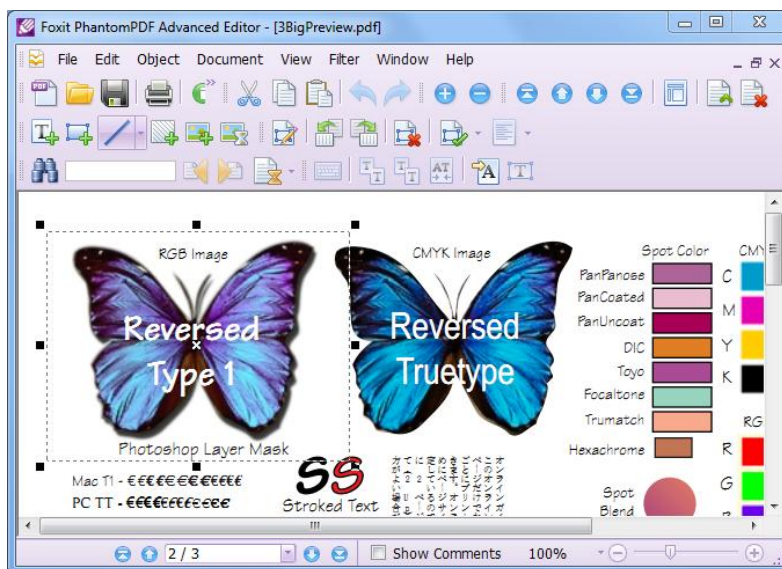 Foxit PhantomPDF Advanced Editor - [3BigPreview.pdf]
File Edit Object Document View Filter Window Help
RGB Image
CMYK Image
Spot Color
CMY
PanPanose
C
PanCoated
M
PanUncoat
DIC
Y
Toyo
K
Focaltone
Trumatch
RG
Hexachrome
R
Reversed
Type 1
Reversed
Truetype
Photoshop Layer Mask
Mac T1 - €€€€€€€€€€€€
PC TT - €€€€€€€€€€€
SS
Stroked Text
Spot
Blend
G
2 / 3
Show Comments
100%